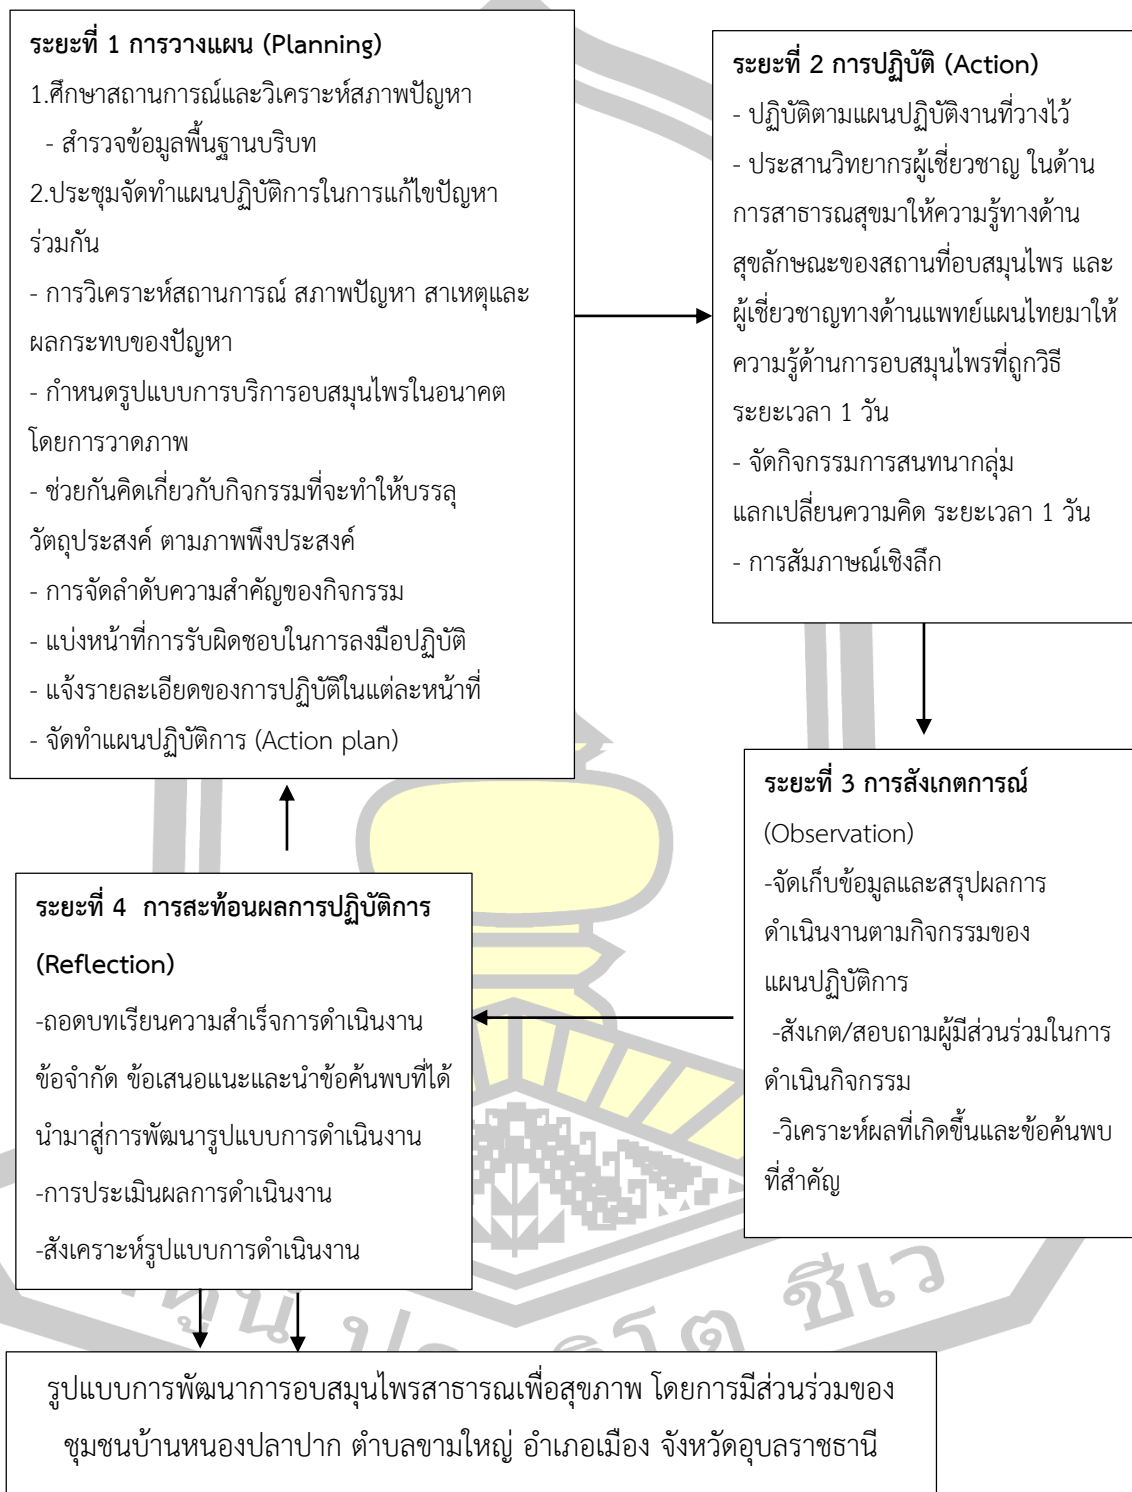 ระยะที่ 1 การวางแผน (Planning)
1.ศึกษาสถานการณ์และวิเคราะห์สภาพปัญหา
- สำรวจข้อมูลพื้นฐานบริบท
2.ประชุมจัดทำแผนปฏิบัติการในการแก้ไขปัญหา
ร่วมกัน
- การวิเคราะห์สถานการณ์ สภาพปัญหา สาเหตุและ
ผลกระทบของปัญหา
- กำหนดรูปแบบการบริการอบสมุนไพรในอนาคต
โดยการวาดภาพ
- ช่วยกันคิดเกี่ยวกับกิจกรรมที่จะทำให้บรรลุ
วัตถุประสงค์ ตามภาพพึงประสงค์
- การจัดลำดับความสำคัญของกิจกรรม
- แบ่งหน้าที่การรับผิดชอบในการลงมือปฏิบัติ
- แจ้งรายละเอียดของการปฏิบัติในแต่ละหน้าที่
- จัดทำแผนปฏิบัติการ (Action plan)
ระยะที่ 2 การปฏิบัติ (Action)
- ปฏิบัติตามแผนปฏิบัติงานที่วางไว้
- ประสานวิทยากรผู้เชี่ยวชาญ ในด้าน
การสาธารณสุขมาให้ความรู้ทางด้าน
สุขลักษณะของสถานที่อบสมุนไพร และ
ผู้เชี่ยวชาญทางด้านแพทย์แผนไทยมาให้
ความรู้ด้านการอบสมุนไพรที่ถูกวิธี
ระยะเวลา 1 วัน
- จัดกิจกรรมการสนทนากลุ่ม
แลกเปลี่ยนความคิด ระยะเวลา 1 วัน
- การสัมภาษณ์เชิงลึก
ระยะที่ 3 การสังเกตการณ์
(Observation)
-จัดเก็บข้อมูลและสรุปผลการ
ดำเนินงานตามกิจกรรมของ
แผนปฏิบัติการ
-สังเกต/สอบถามผู้มีส่วนร่วมในการ
ดำเนินกิจกรรม
-วิเคราะห์ผลที่เกิดขึ้นและข้อค้นพบ
ที่สำคัญ
ระยะที่ 4 การสะท้อนผลการปฏิบัติการ
(Reflection)
-ถอดบทเรียนความสำเร็จการดำเนินงาน
ข้อจำกัด ข้อเสนอแนะและนำข้อค้นพบที่ได้
นำมาสู่การพัฒนารูปแบบการดำเนินงาน
-การประเมินผลการดำเนินงาน
-สังเคราะห์รูปแบบการดำเนินงาน
ชีเว
รูปแบบการพัฒนาการอบสมุนไพรสาธารณเพื่อสุขภาพ โดยการมีส่วนร่วมของ
ชุมชนบ้านหนองปลาปาก ตำบลขามใหญ่ อำเภอเมือง จังหวัดอุบลราชธานี